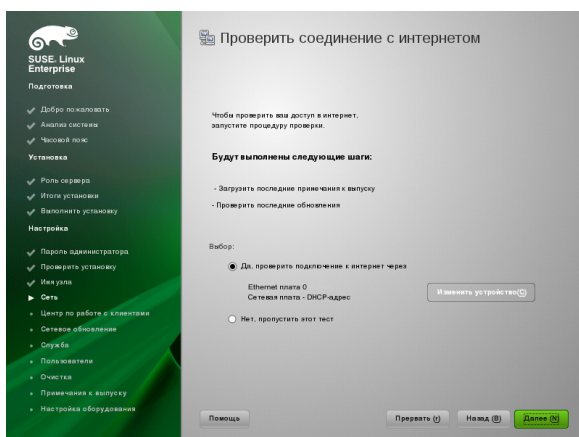 SUSE. Linux
Enterprise
Подготовка
Добро пожаловать
Анализ системы
Часовой пояс
Установка
Роль сервера
Итоги установки
Выполнить установку
Настройка
Пароль администратора
Проверить установку
Имя узла
Сеть
Центр по работе с клиентами
Сетевое обновление
Служба
Пользователи
Очистка
Примечания к выпуску
Настройка оборудования
Проверить соединение с интернетом
Чтобы проверить ваш доступ в интернет,
запустите процедуру проверки.
Будут выполнены следующие шаги:
- Загрузить последние примечания к выпуску
- Проверить последние обновления
Выбор:
Да, проверить подключение к интернет через
Ethernet плата 0
Сетевая плата - DHCP-адрес
Изменить устройство(C)
Нет, пропустить этот тест
Помощь
Прервать (r)
Назад (B)
Далее (N)